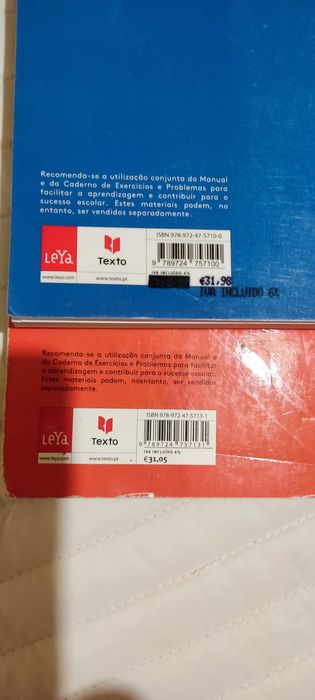 Recomenda-se a utilização conjunta do Manual
e do Caderno de Exercícios e Problemas para
facilitar a aprendizagem e contribuir para o
sucesso escolar. Estes materiais podem, no
entanto, ser vendidos separadamente.
ISBN 978-972-47-5710-0
LEYA
Texto
9 789724 757100
www.leya.com
www.texto.pt
IVA INCLUÍDO 6%
€31,98
IVA INCLUIDO 6%
Recomenda-se a utilização conjunta do Manual e
do Caderno de Exercícios e Problemas para facilitar
a aprendizagem e contribuir para o sucesso escolar.
Estes materiais podem, noentanto, ser vendidos
separadamente.
ISBN 978-972-47-5713-1
LEYA
Texto
9 789724 757131
www.leya.com
www.texto.pt
IVA INCLUÍDO 6%
€31,05